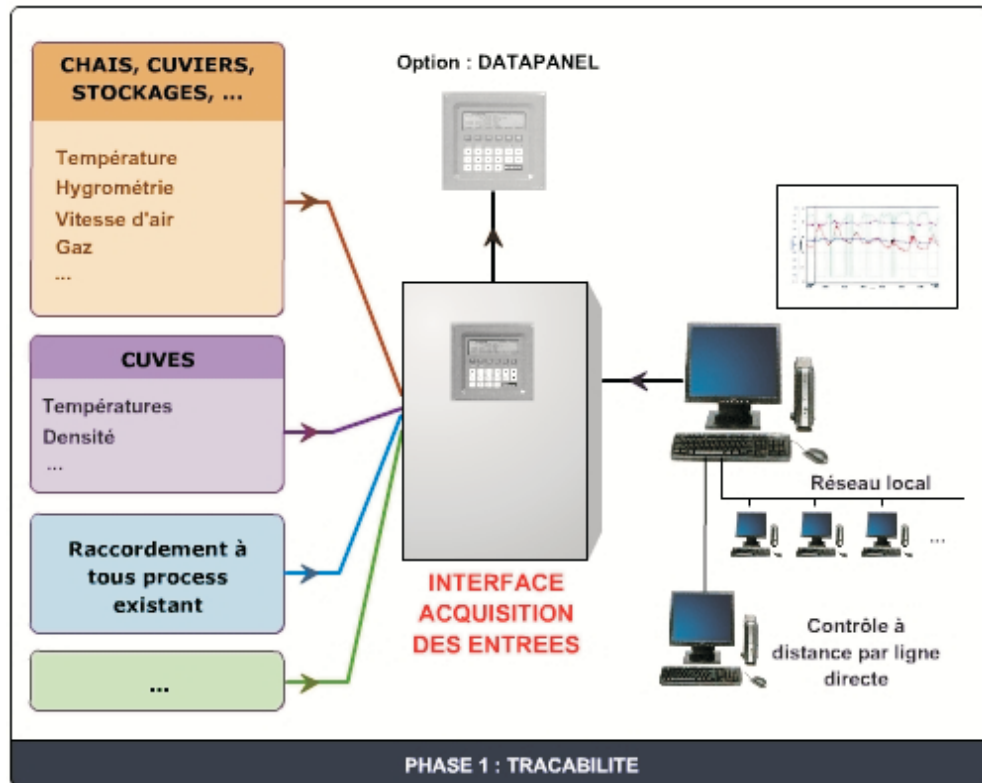 CHAIS, CUVIERS,
STOCKAGES, ...
Température
Hygrométrie
Vitesse d'air
Gaz
...
CUVES
Températures
Densité
...
Raccordement à
tous process
existant
...
Option : DATAPANEL
INTERFACE
ACQUISITION
DES ENTREES
Réseau local
...
Contrôle à
distance par ligne
directe
PHASE 1 : TRACABILITE